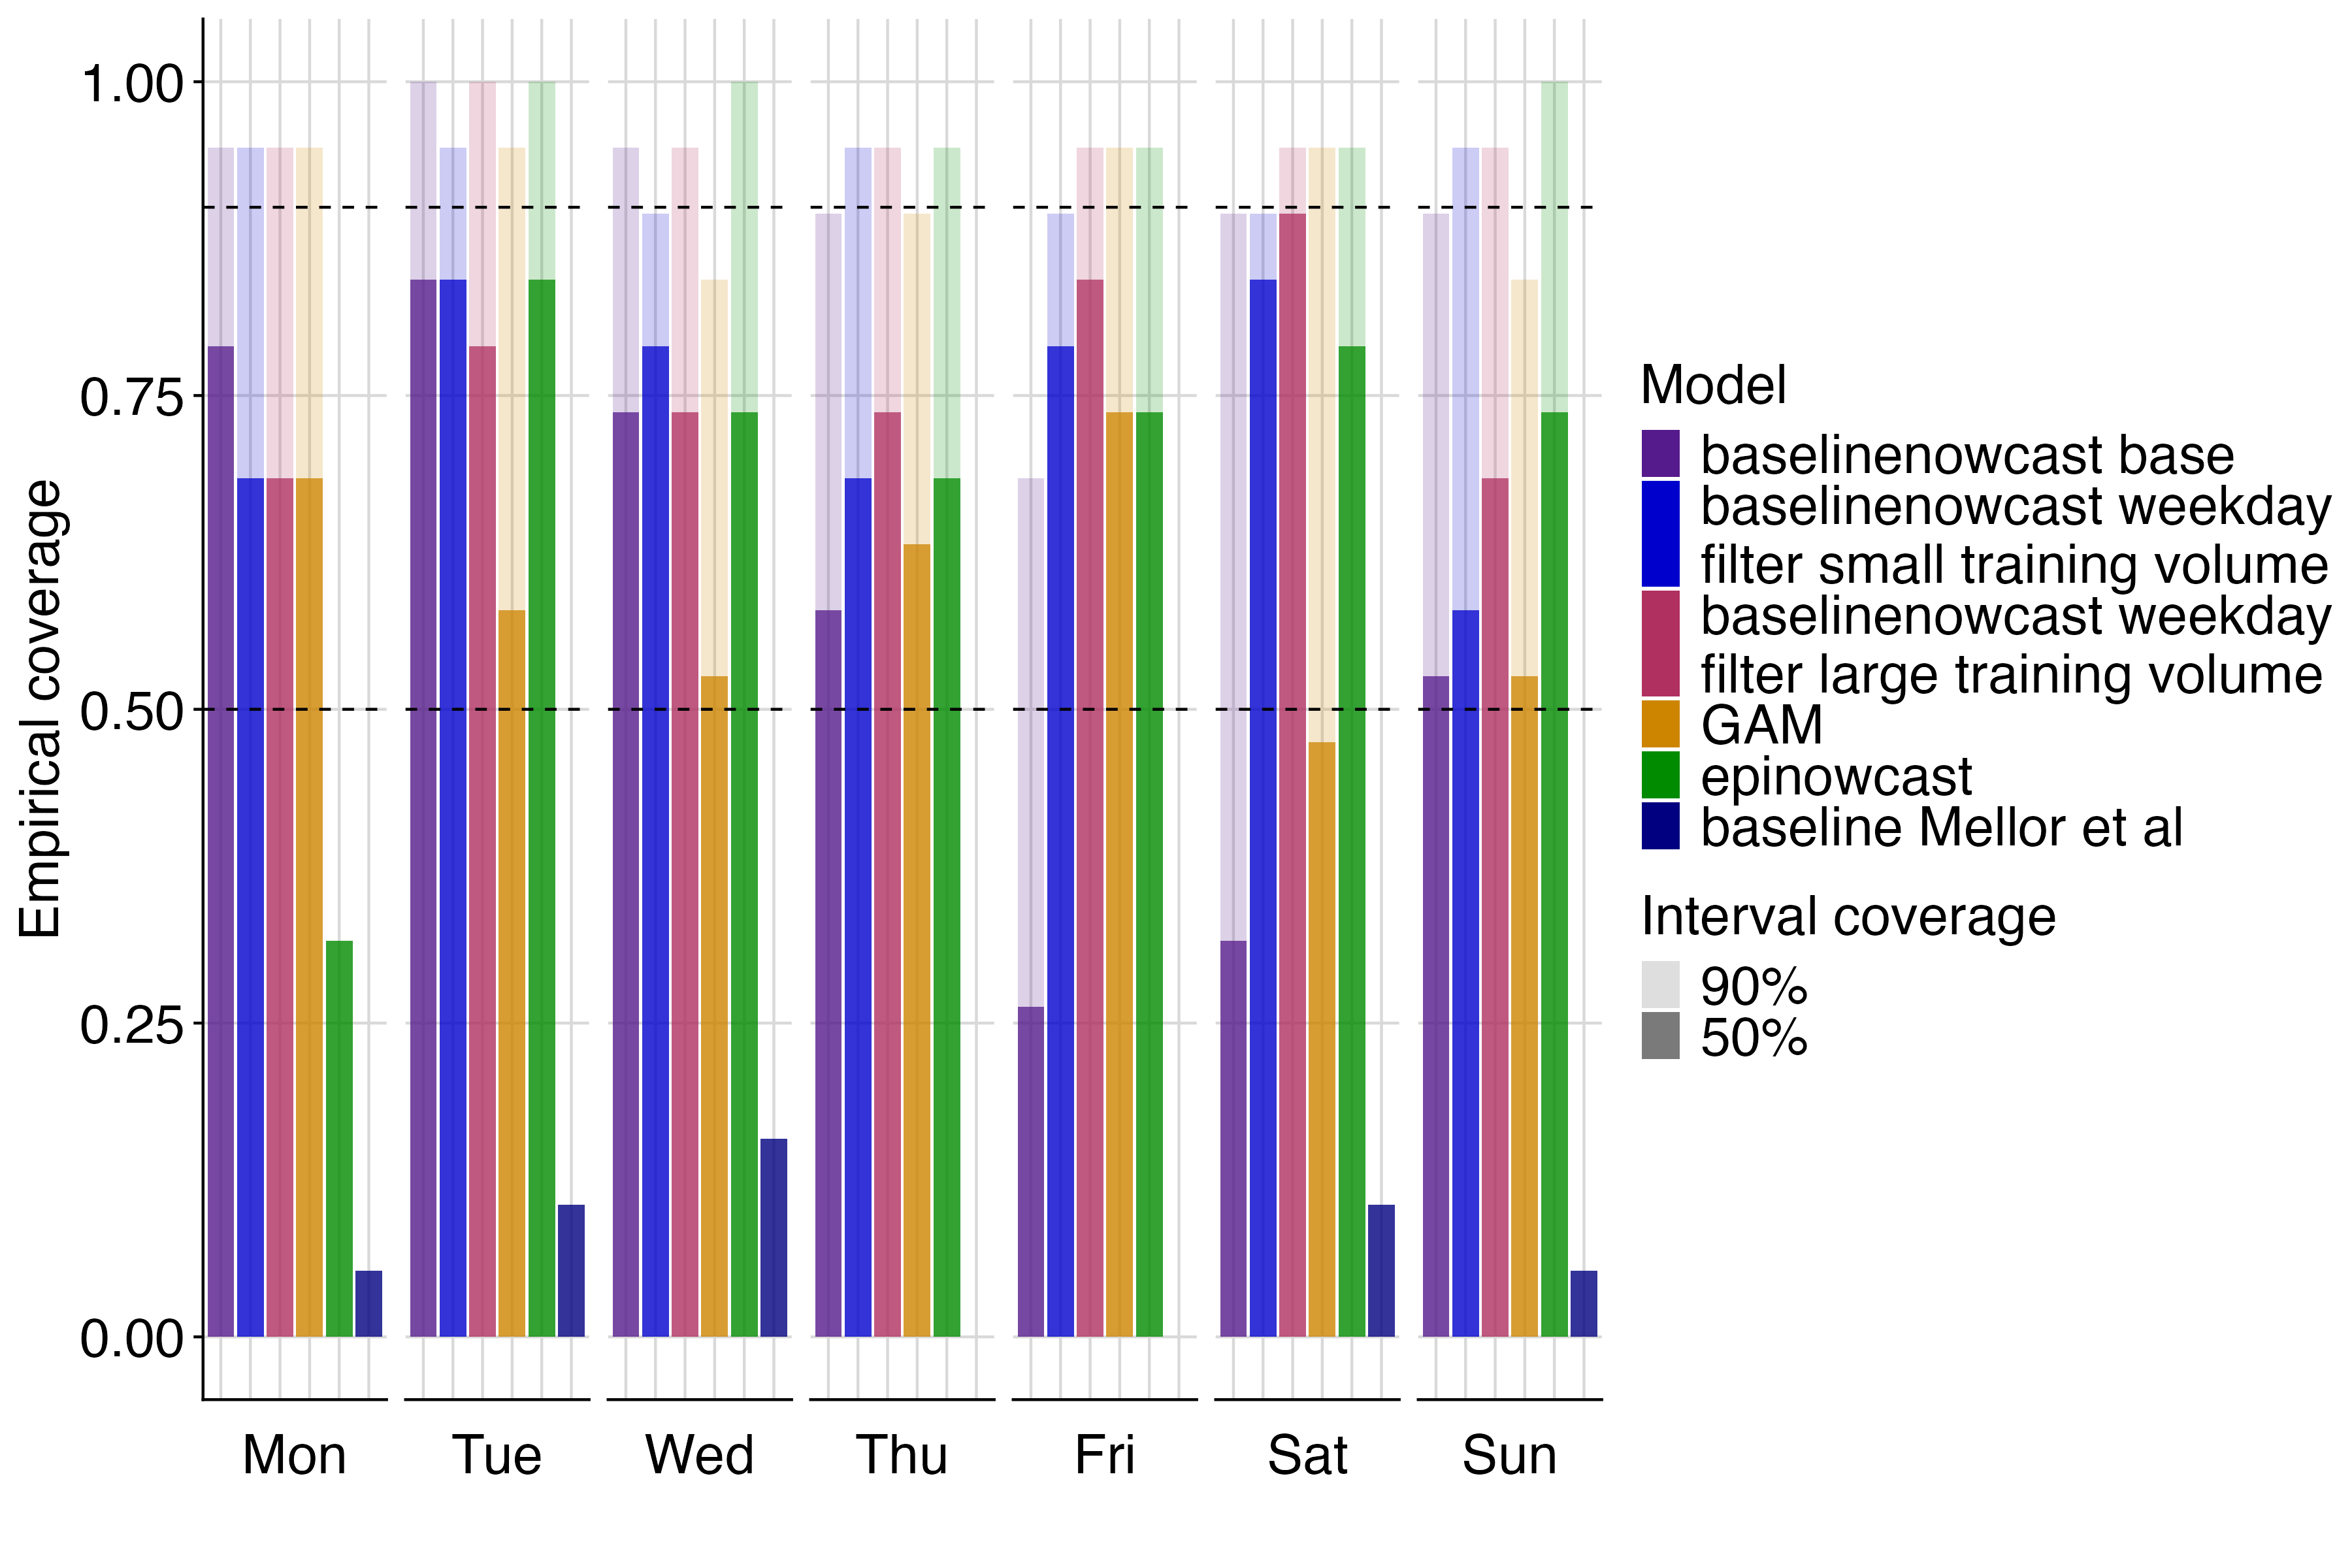 Empirical coverage
1.00
0.75
0.50
0.25
0.00
Mon
Tue
Wed
Thu
Fri
Sat
Sun
Model
baselinenowcast base
baselinenowcast weekday
filter small training volume
baselinenowcast weekday
filter large training volume
GAM
epinowcast
baseline Mellor et al
Interval coverage
90%
50%